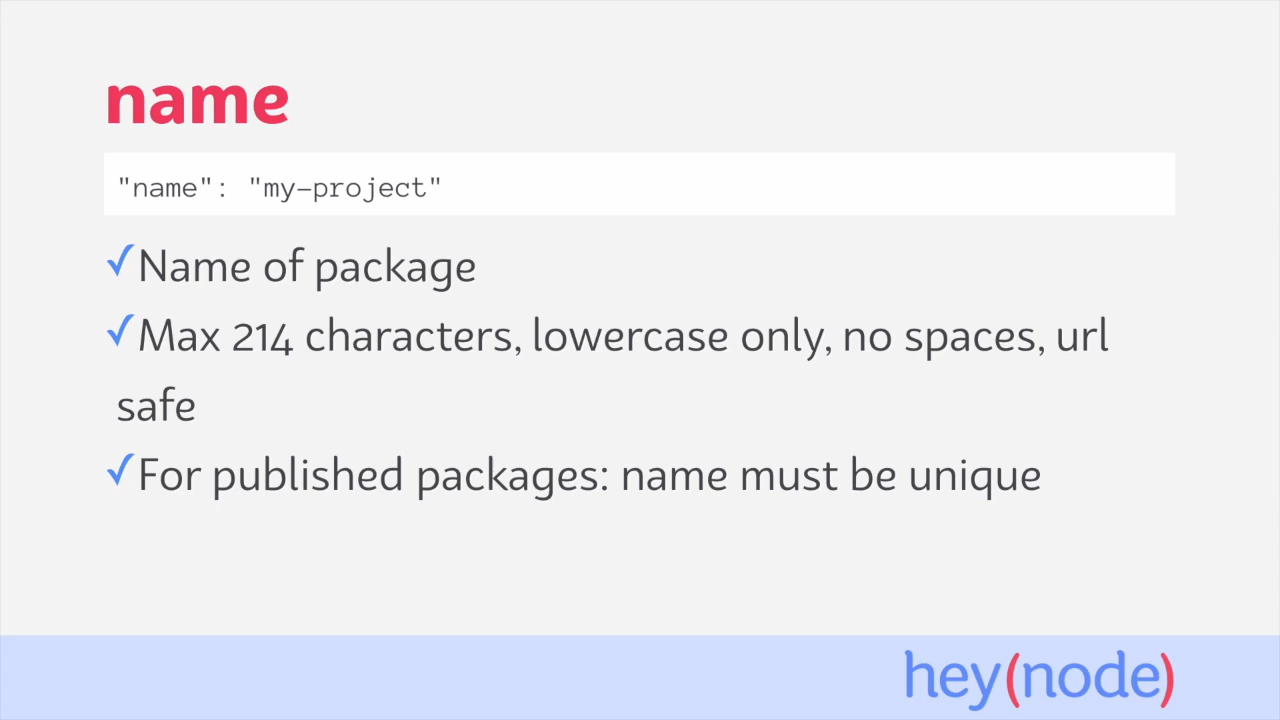 name
"name": "my-project"
✓Name of package
✓Max 214 characters, lowercase only, no spaces, url
safe
✓For published packages: name must be unique
hey(node)